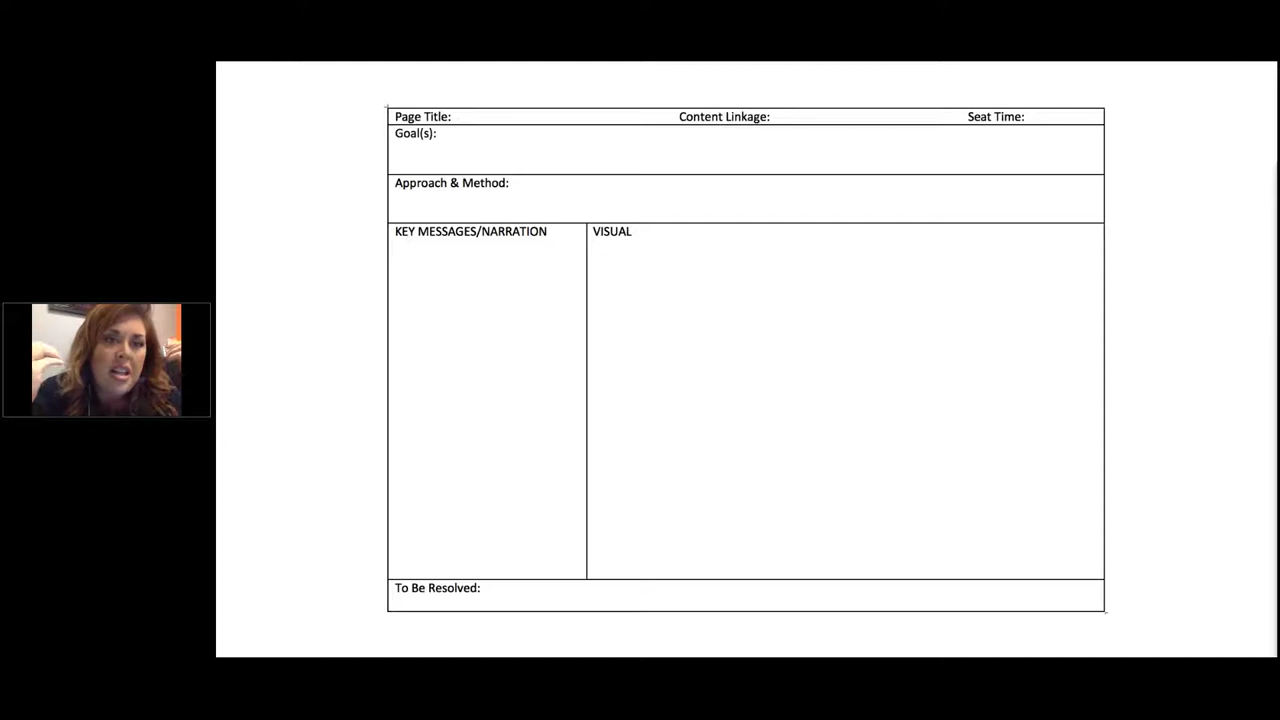 Page Title: Content Linkage: Seat Time:
Goal(s):
Approach & Method:
KEY MESSAGES/NARRATION VISUAL
To Be Resolved: